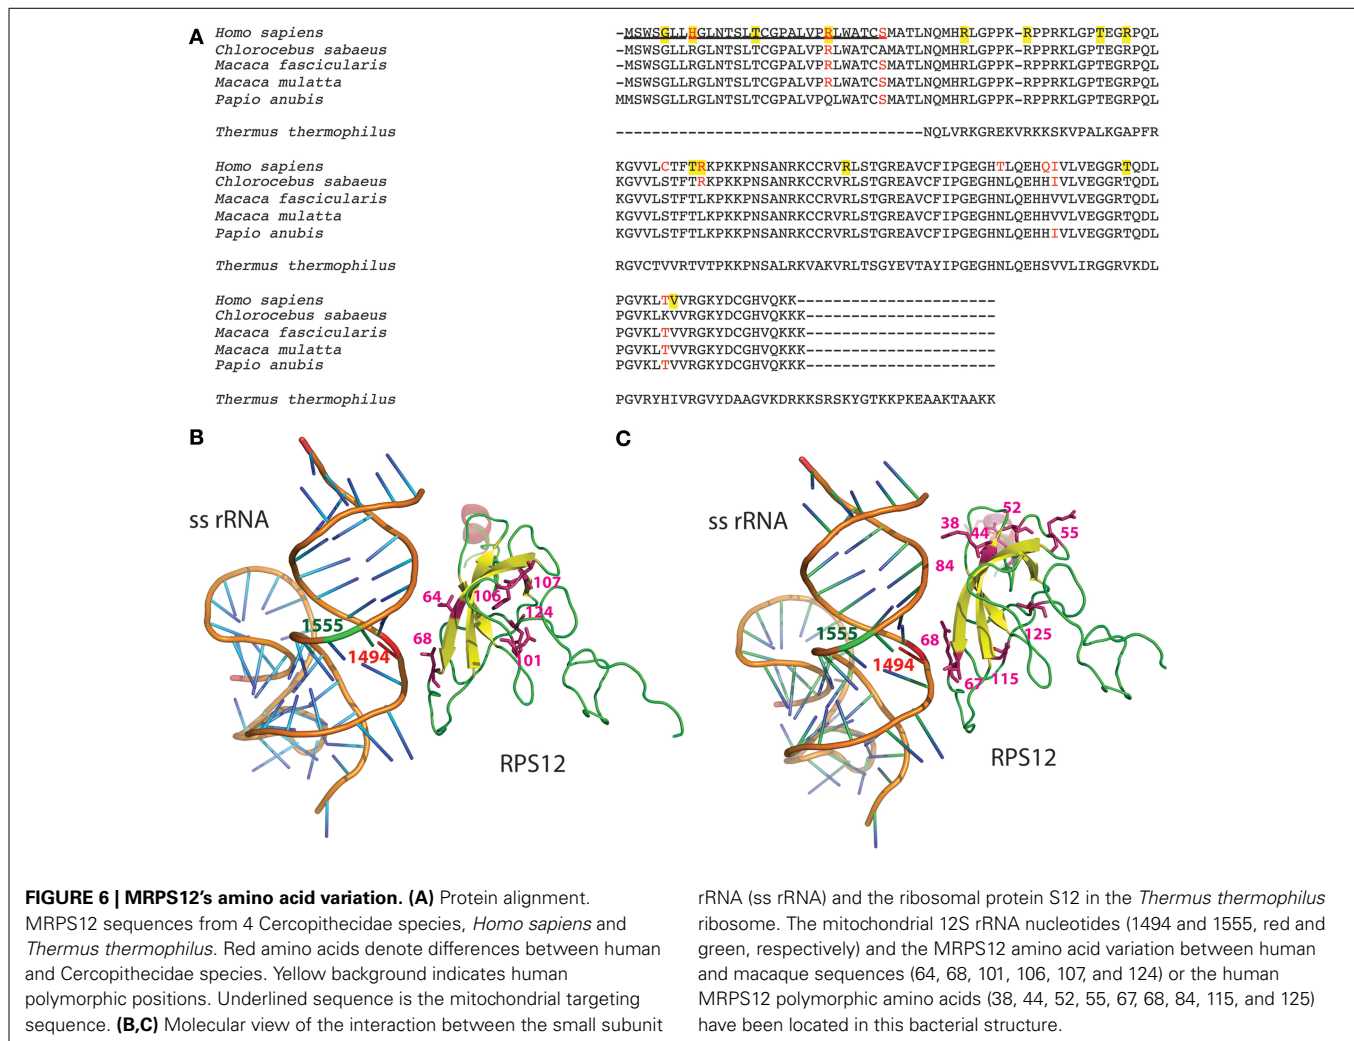 A
Homo sapiens -MSWSGLLHGLNTSLTCGPALVPRLWATCSMATLNQMHRLGPPK-RPPRKLGPTEGRPQL
Chlorocebus sabaeus -MSWSGLLRGLNTSLTCGPALVPRLWATCAMATLNQMHRLGPPK-RPPRKLGPTEGRPQL
Macaca fascicularis -MSWSGLLRGLNTSLTCGPALVPRLWATCSMATLNQMHRLGPPK-RPPRKLGPTEGRPQL
Macaca mulatta -MSWSGLLRGLNTSLTCGPALVPRLWATCSMATLNQMHRLGPPK-RPPRKLGPTEGRPQL
Papio anubis MMSWSGLLRGLNTSLTCGPALVPQLWATCSMATLNQMHRLGPPK-RPPRKLGPTEGRPQL
Thermus thermophilus ----------------------------------NQLVRKGREKVRKKSKVPALKGAPFR
Homo sapiens KGVVLCTFTRKPKKPNSANRKCCRVRLSTGREAVCFIPGEGHTLQEHQIVLVEGGRTQDL
Chlorocebus sabaeus KGVVLSTFTRKPKKPNSANRKCCRVRLSTGREAVCFIPGEGHNLQEHHIVLVEGGRTQDL
Macaca fascicularis KGVVLSTFTLKPKKPNSANRKCCRVRLSTGREAVCFIPGEGHNLQEHHVVLVEGGRTQDL
Macaca mulatta KGVVLSTFTLKPKKPNSANRKCCRVRLSTGREAVCFIPGEGHNLQEHHVVLVEGGRTQDL
Papio anubis KGVVLSTFTLKPKKPNSANRKCCRVRLSTGREAVCFIPGEGHNLQEHHIVLVEGGRTQDL
Thermus thermophilus RGVCTVVRTVTPKKPNSALRKVAKVRLTSGYEVTAYIPGEGHNLQEHSVVLIRGGRVKDL
Homo sapiens PGVKLTVVRGKYDCGHVQKK----------------------
Chlorocebus sabaeus PGVKLKVVRGKYDCGHVQKKK---------------------
Macaca fascicularis PGVKLTVVRGKYDCGHVQKKK---------------------
Macaca mulatta PGVKLTVVRGKYDCGHVQKKK---------------------
Papio anubis PGVKLTVVRGKYDCGHVQKKK---------------------
Thermus thermophilus PGVRYHIVRGVYDAAGVKDRKKSRSKYGTKKPKEAAKTAAKK
B
ss rRNA
1555
1494
64
68
106
107
124
101
RPS12
C
ss rRNA
1555
1494
38
44
52
55
84
68
67
115
125
RPS12
FIGURE 6 | MRPS12's amino acid variation. (A) Protein alignment.
MRPS12 sequences from 4 Cercopithecidae species, Homo sapiens and
Thermus thermophilus. Red amino acids denote differences between human
and Cercopithecidae species. Yellow background indicates human
polymorphic positions. Underlined sequence is the mitochondrial targeting
sequence. (B,C) Molecular view of the interaction between the small subunit
rRNA (ss rRNA) and the ribosomal protein S12 in the Thermus thermophilus
ribosome. The mitochondrial 12S rRNA nucleotides (1494 and 1555, red and
green, respectively) and the MRPS12 amino acid variation between human
and macaque sequences (64, 68, 101, 106, 107, and 124) or the human
MRPS12 polymorphic amino acids (38, 44, 52, 55, 67, 68, 84, 115, and 125)
have been located in this bacterial structure.